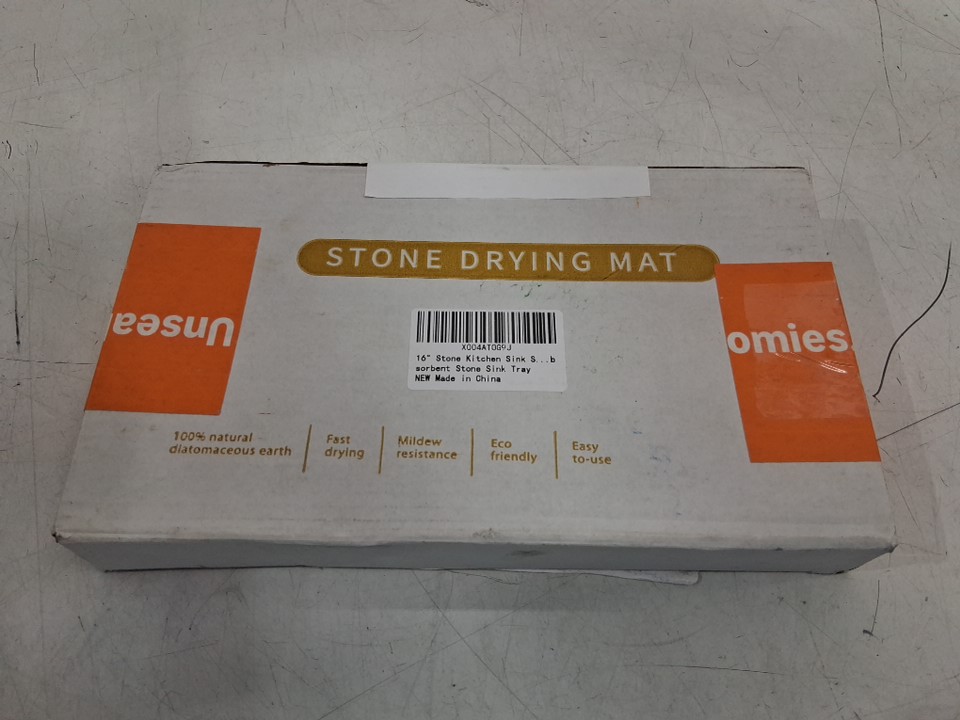 STONE DRYING MAT
Unsea
omies.
X004AT0G9J
16" Stone Kitchen Sink S...b
sorbent Stone Sink Tray
NEW Made in China
100% natural
diatomaceous earth
Fast
drying
Mildew
resistance
Eco
friendly
Easy
to-use